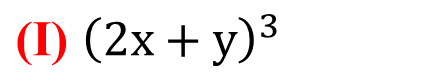 (I) (2x + y)³